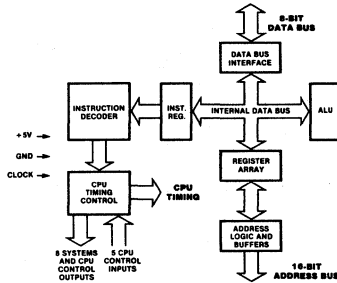 8-BIT
DATA BUS
DATA BUS
INTERFACE
INSTRUCTION
DECODER
INST.
REG.
INTERNAL DATA BUS
ALU
+5V
GND
CLOCK
CPU
TIMING
CONTROL
CPU
TIMING
REGISTER
ARRAY
8 SYSTEMS
AND CPU
CONTROL
OUTPUTS
5 CPU
CONTROL
INPUTS
ADDRESS
LOGIC AND
BUFFERS
16-BIT
ADDRESS BUS